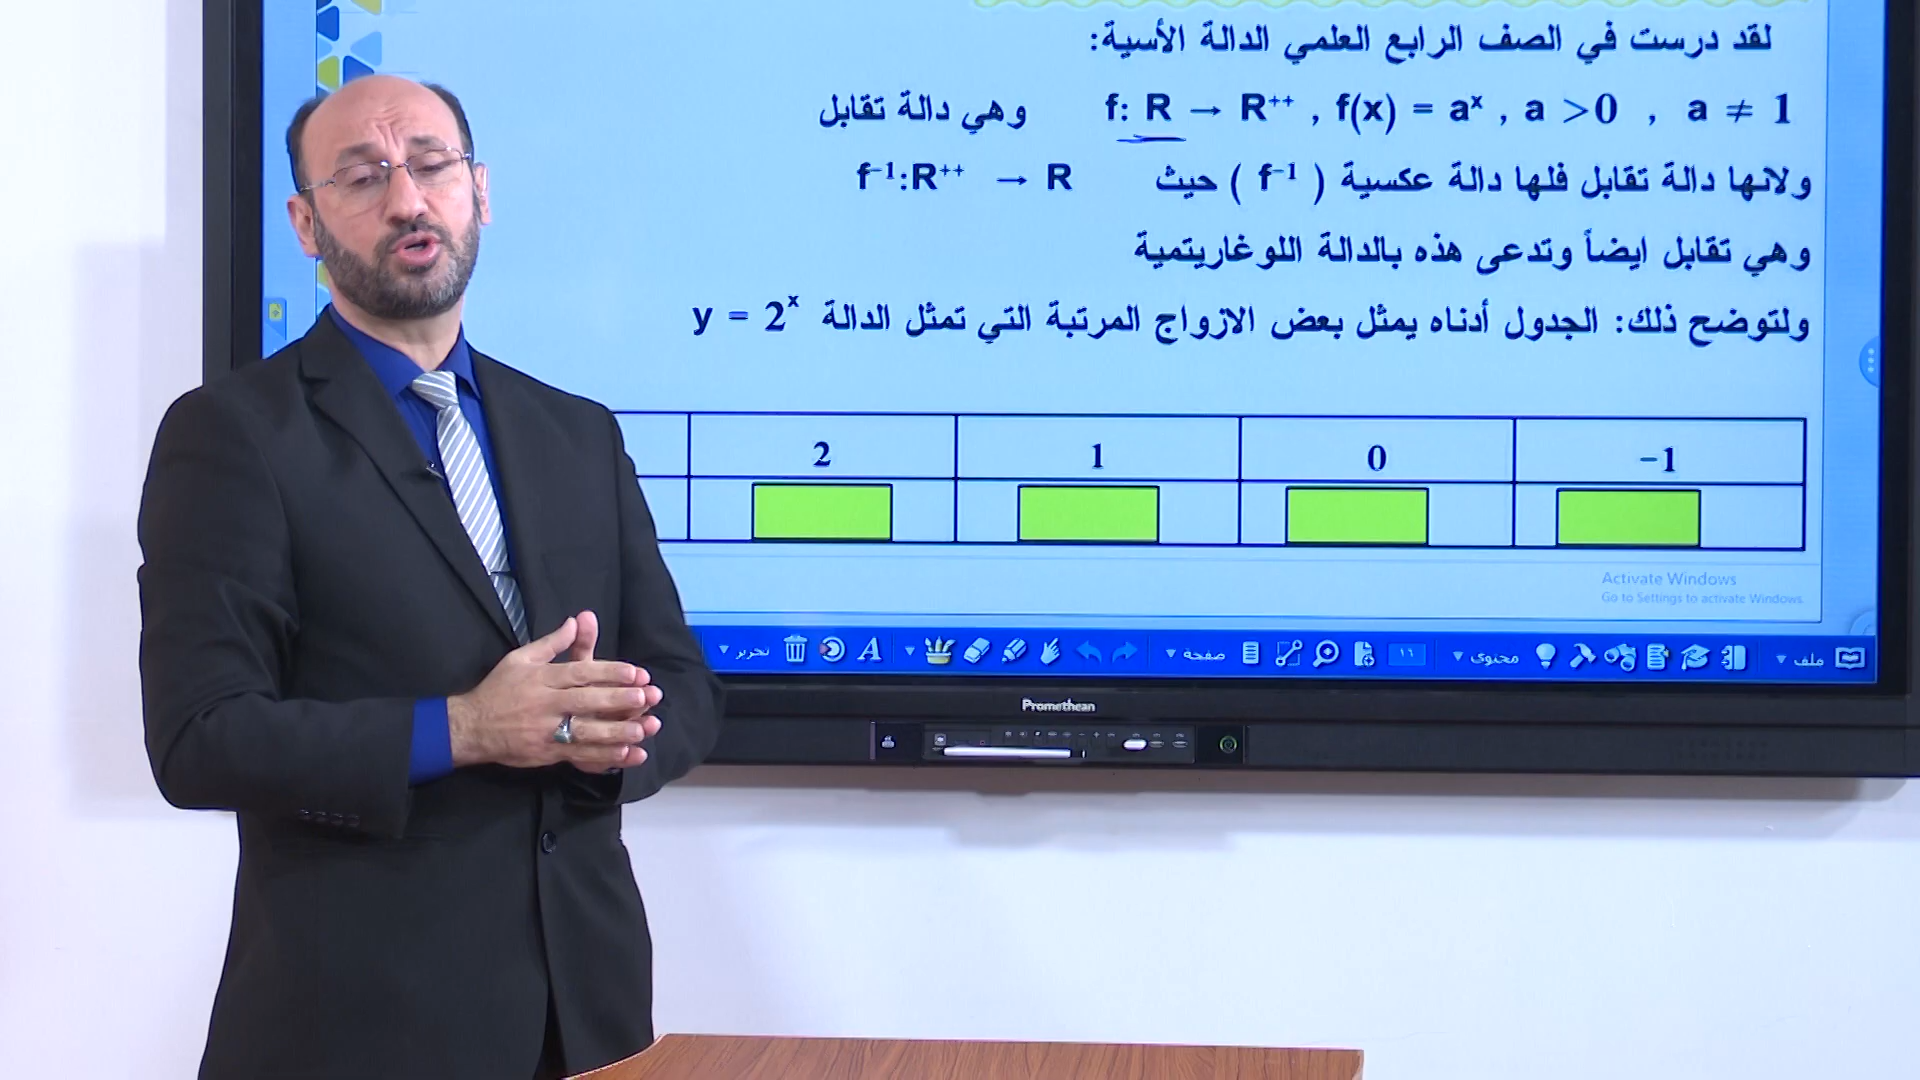 لقد درست في الصف الرابع العلمي الدالة الأسية:
f: R → R⁺⁺ , f(x) = aˣ , a >0 , a ≠ 1 وهي دالة تقابل
ولانها دالة تقابل فلها دالة عكسية ( f⁻¹ ) حيث f⁻¹:R⁺⁺ → R
وهي تقابل ايضاً وتدعى هذه بالدالة اللوغاريتمية
ولتوضح ذلك: الجدول أدناه يمثل بعض الازواج المرتبة التي تمثل الدالة y = 2ˣ
2 1 0 −1
Activate Windows
Go to Settings to activate Windows.
ملف محتوى ١٦ صفحة A تحرير
Promethean